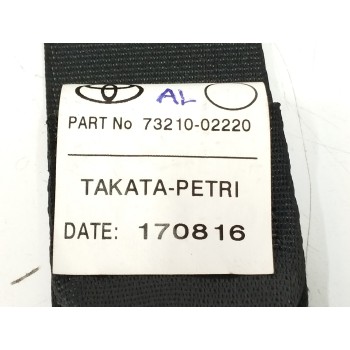 AL
PART No 73210-02220
TAKATA-PETRI
DATE: 170816